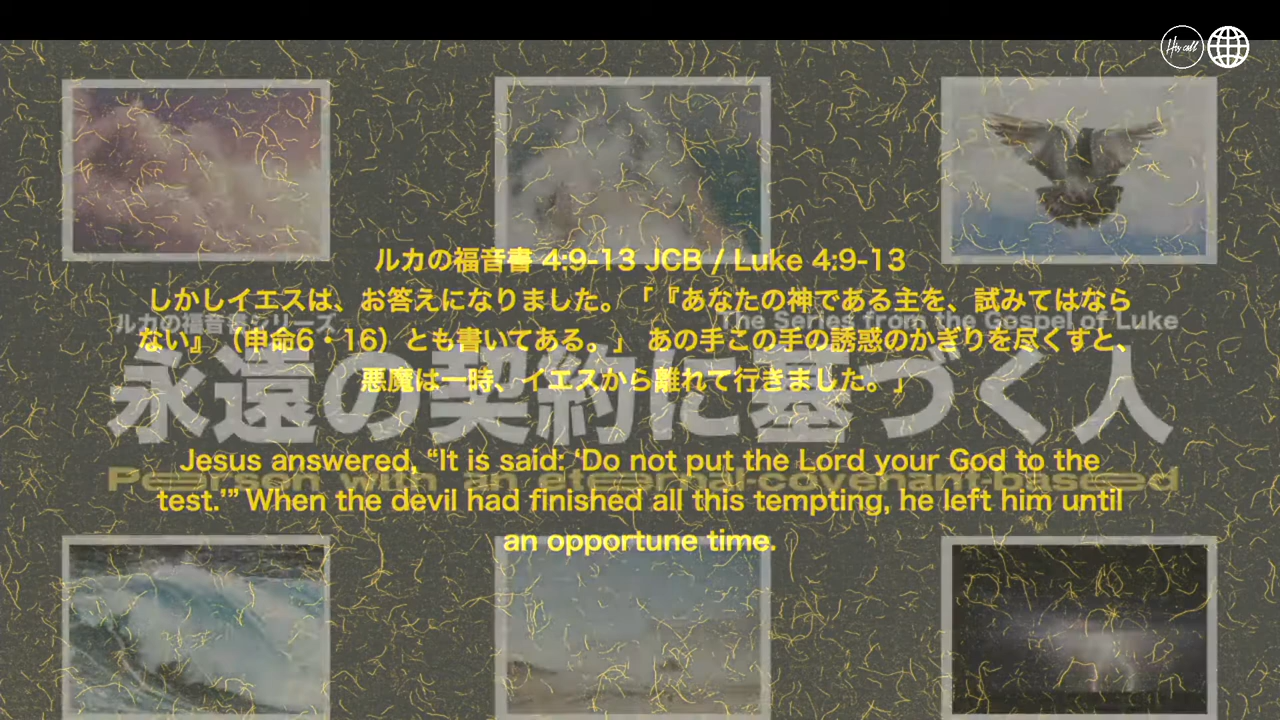 His call
ルカの福音書 4:9-13 JCB / Luke 4:9-13
しかしイエスは、お答えになりました。 「『あなたの神である主を、試みてはなら
ルカの福音書シリーズ
The Series from the Gospel of Luke
ない』（申命6・16）とも書いてある。」 あの手この手の誘惑のかぎりを尽くすと、
悪魔は一時、イエスから離れて行きました。」
永遠の契約に基づく人
Jesus answered, “It is said: ‘Do not put the Lord your God to the
test.’” When the devil had finished all this tempting, he left him until
an opportune time.